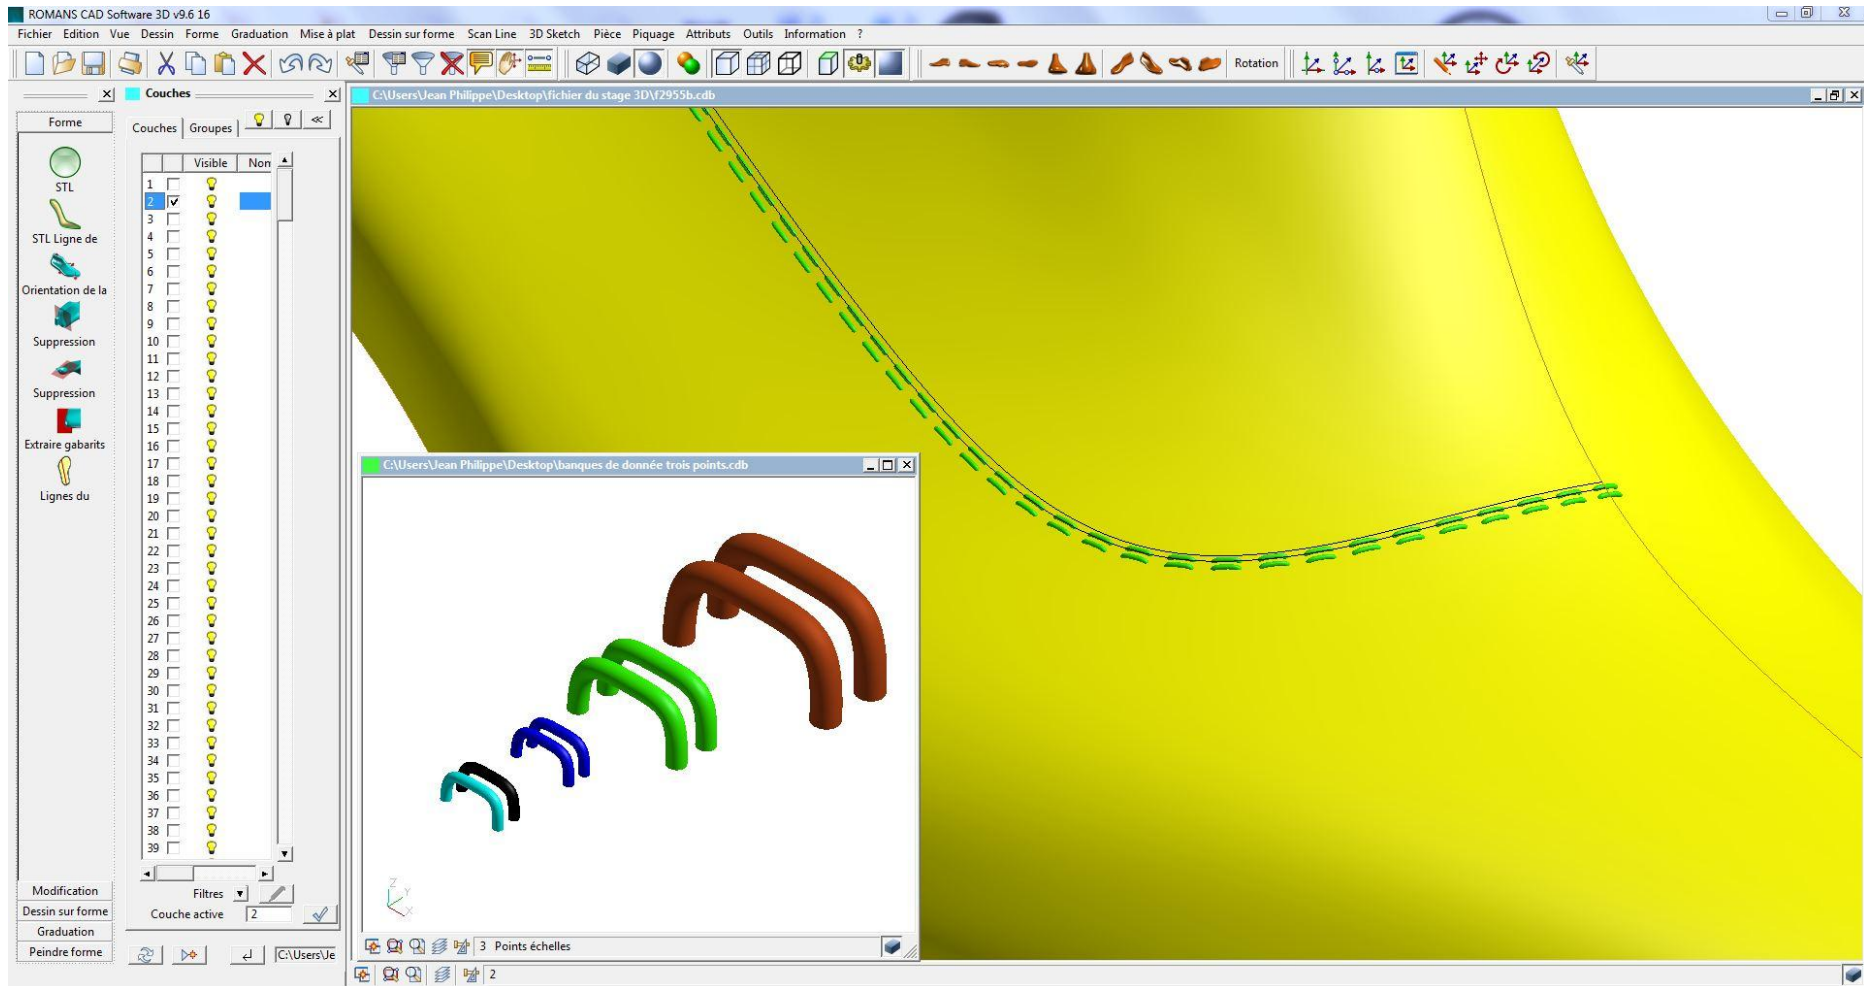 ROMANS CAD Software 3D v9.6 16
Fichier Edition Vue Dessin Forme Graduation Mise à plat Dessin sur forme Scan Line 3D Sketch Pièce Piquage Attributs Outils Information ?
Rotation
Couches
C:\Users\Jean Philippe\Desktop\fichier du stage 3D\f2955b.cdb
Forme
Couches Groupes
Visible Nom
STL
STL Ligne de
Orientation de la
Suppression
Suppression
Extraire gabarits
Lignes du
1
2
3
4
5
6
7
8
9
10
11
12
13
14
15
16
17
18
19
20
21
22
23
24
25
26
27
28
29
30
31
32
33
34
35
36
37
38
39
C:\Users\Jean Philippe\Desktop\banques de donnée trois points.cdb
Z
Y
X
3 Points échelles
Modification
Dessin sur forme
Graduation
Peindre forme
Filtres
Couche active 2
C:\Users\Je
2